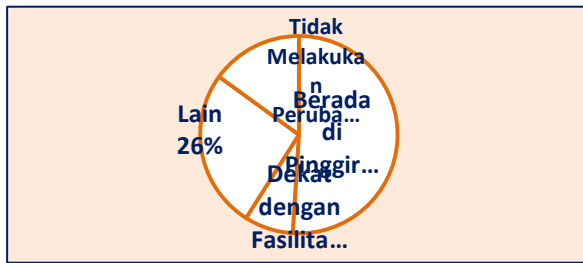 Tidak
Melakuka
n
Peruba...
Berada
di
Pinggir...
Dekat
dengan
Fasilita...
Lain
26%